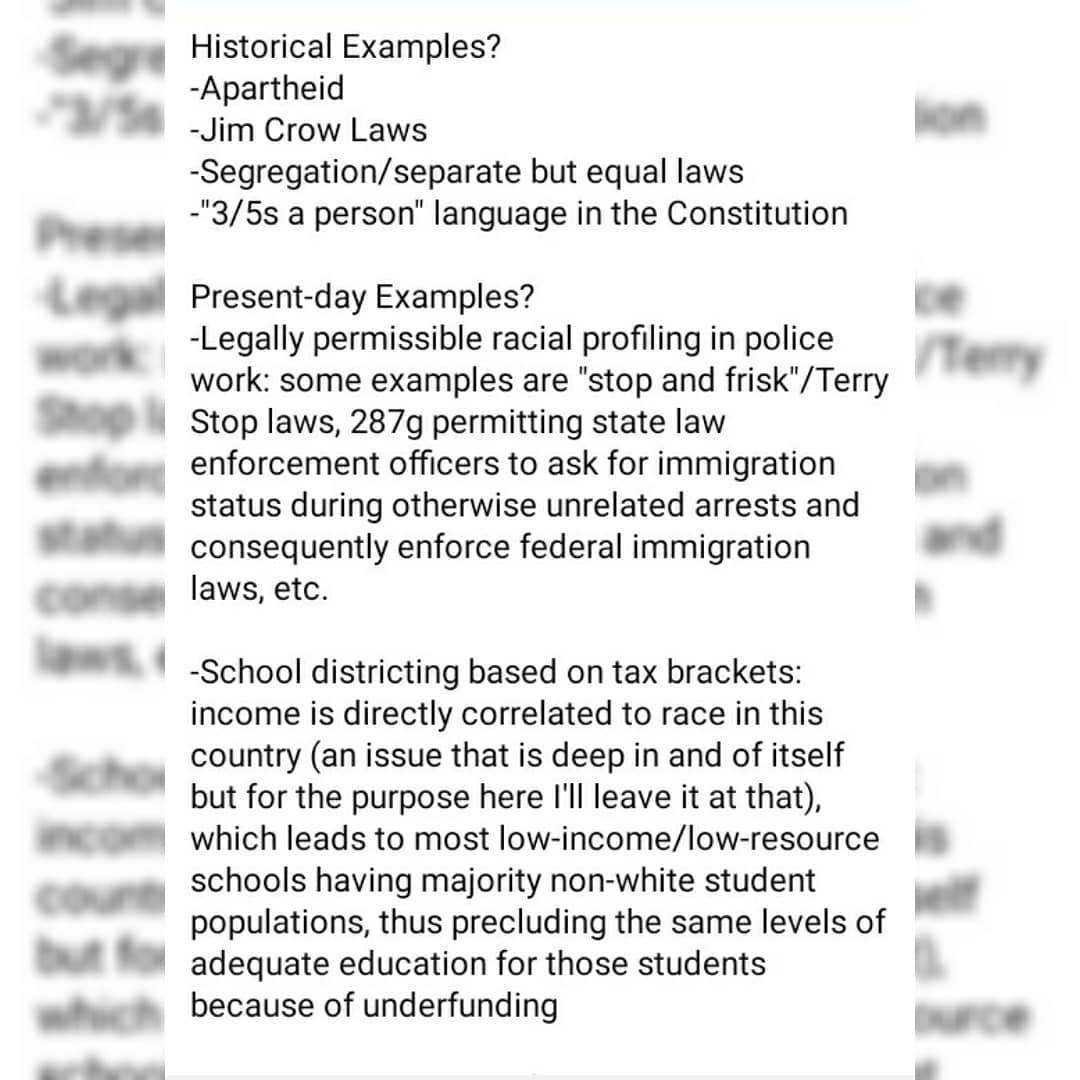 Historical Examples?
-Apartheid
-Jim Crow Laws
-Segregation/separate but equal laws
-"3/5s a person" language in the Constitution
Present-day Examples?
-Legally permissible racial profiling in police
work: some examples are "stop and frisk"/Terry
Stop laws, 287g permitting state law
enforcement officers to ask for immigration
status during otherwise unrelated arrests and
consequently enforce federal immigration
laws, etc.
-School districting based on tax brackets:
income is directly correlated to race in this
country (an issue that is deep in and of itself
but for the purpose here I'll leave it at that),
which leads to most low-income/low-resource
schools having majority non-white student
populations, thus precluding the same levels of
adequate education for those students
because of underfunding